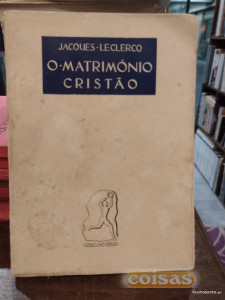 JACQUES-LECLERCQ
O-MATRIMÓNIO
CRISTÃO
coisas